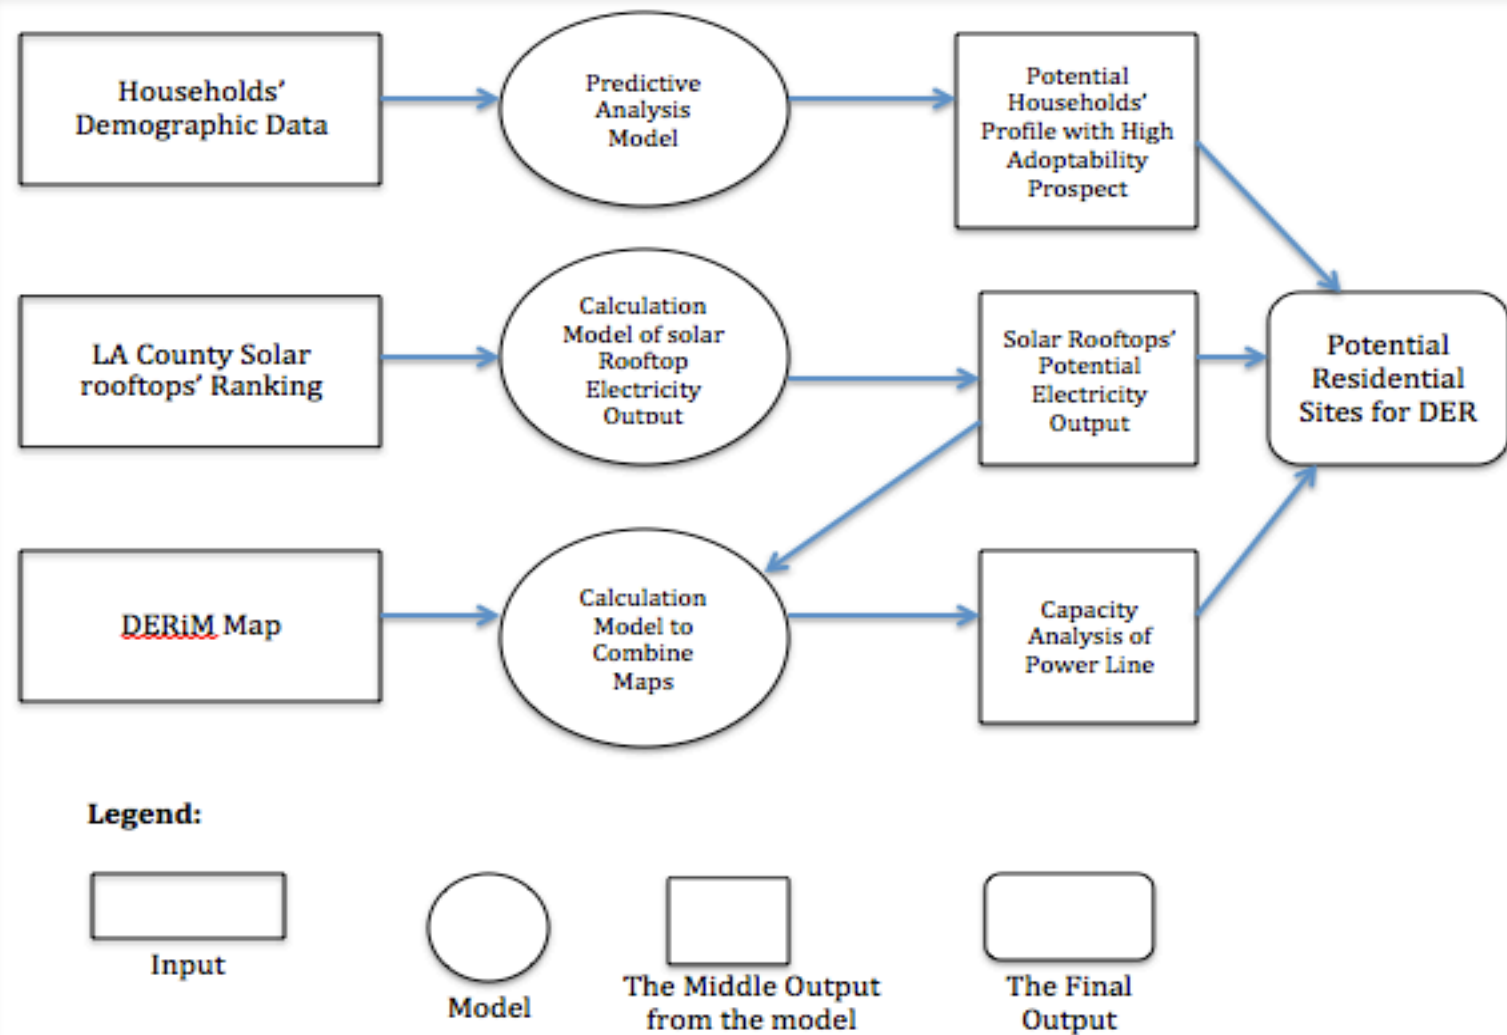 Households’
Demographic Data
Predictive
Analysis
Model
Potential
Households’
Profile with High
Adoptability
Prospect
LA County Solar
rooftops’ Ranking
Calculation
Model of solar
Rooftop
Electricity
Output
Solar Rooftops’
Potential
Electricity
Output
Potential
Residential
Sites for DER
DERiM Map
Calculation
Model to
Combine
Maps
Capacity
Analysis of
Power Line
Legend:
Input
Model
The Middle Output
from the model
The Final
Output